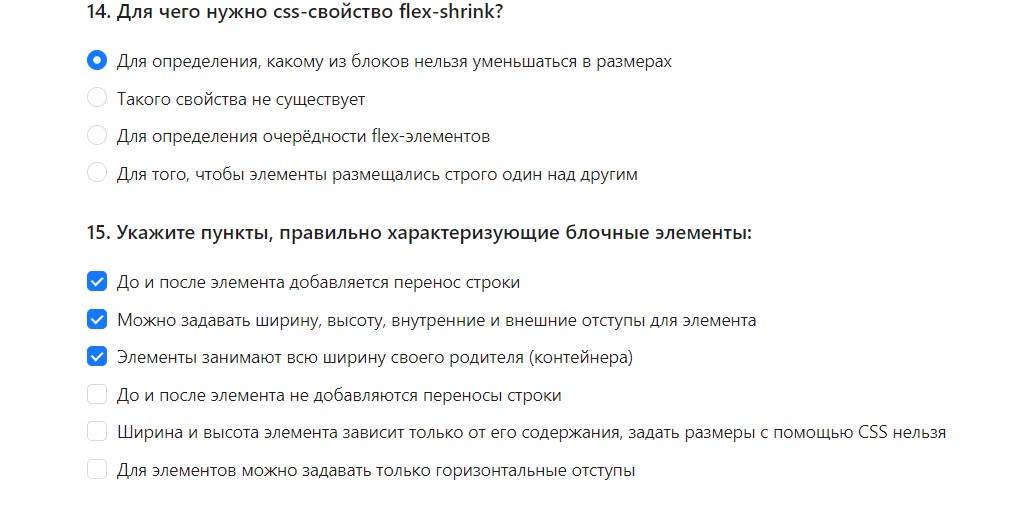 14. Для чего нужно css-свойство flex-shrink?
Для определения, какому из блоков нельзя уменьшаться в размерах
Такого свойства не существует
Для определения очерёдности flex-элементов
Для того, чтобы элементы размещались строго один над другим
15. Укажите пункты, правильно характеризующие блочные элементы:
До и после элемента добавляется перенос строки
Можно задавать ширину, высоту, внутренние и внешние отступы для элемента
Элементы занимают всю ширину своего родителя (контейнера)
До и после элемента не добавляются переносы строки
Ширина и высота элемента зависит только от его содержания, задать размеры с помощью CSS нельзя
Для элементов можно задавать только горизонтальные отступы